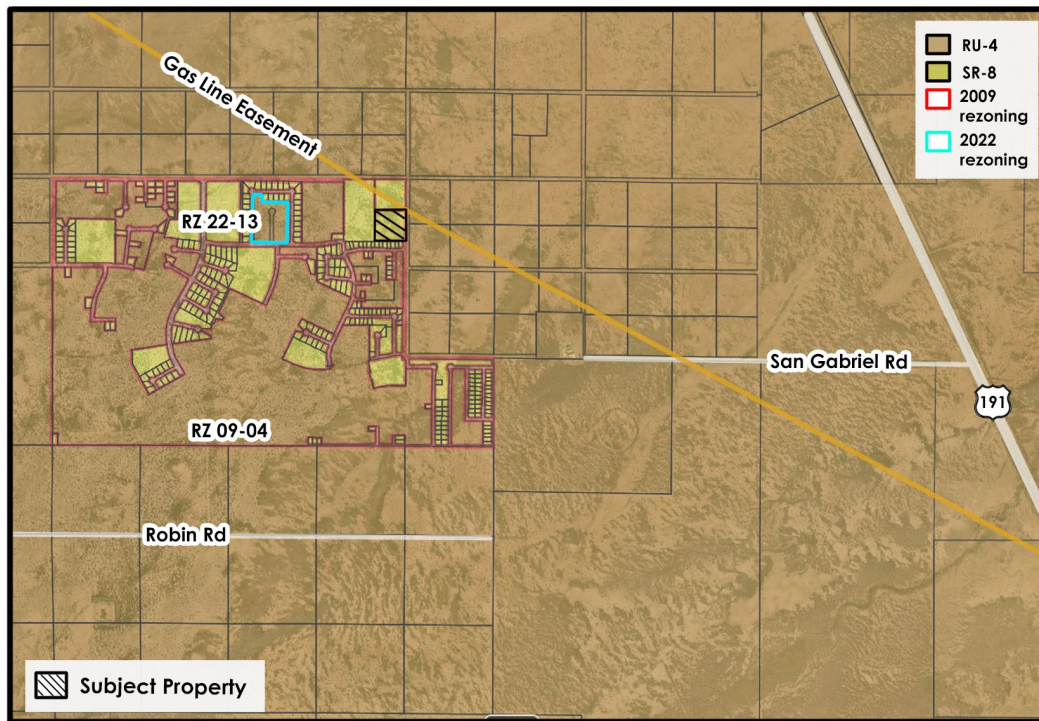 Gas Line Easement
RU-4
SR-8
2009
rezoning
2022
rezoning
RZ 22-13
San Gabriel Rd
191
RZ 09-04
Robin Rd
Subject Property